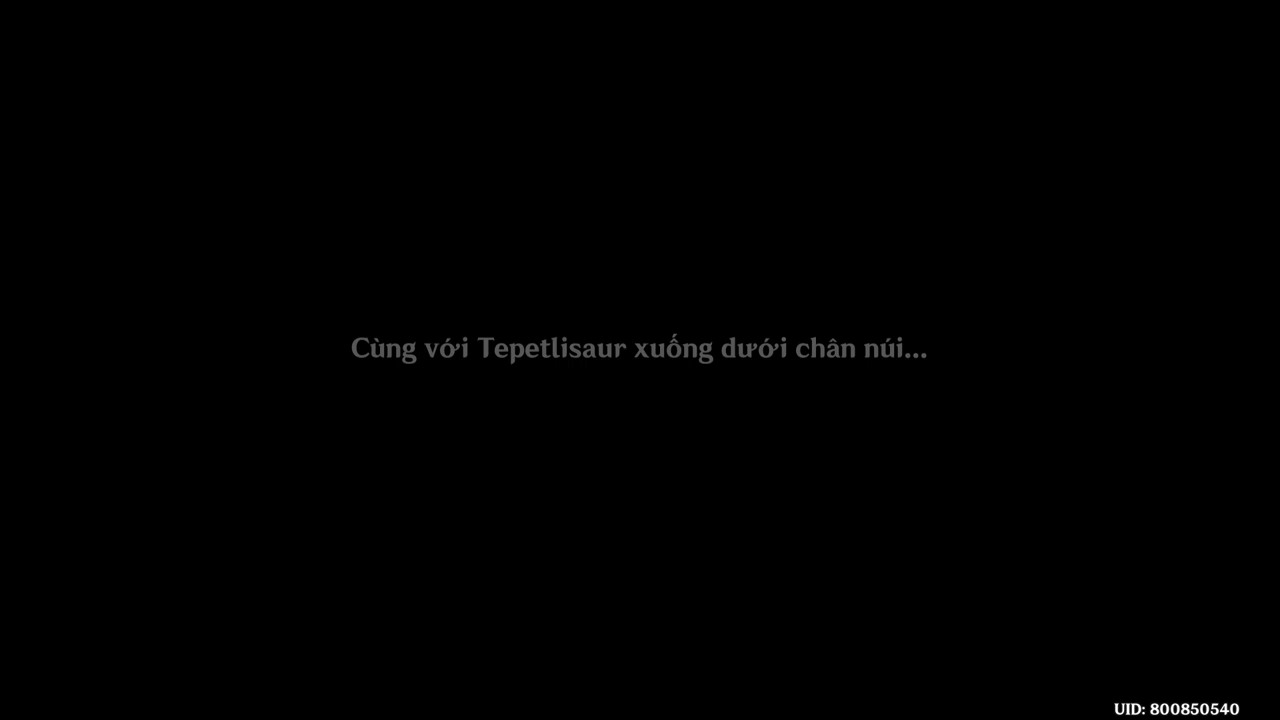 Cùng với Tepetlisaur xuống dưới chân núi...
UID: 800850540